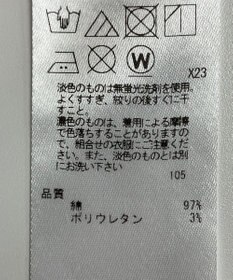 W
X23
淡色のものは無蛍光洗剤を使用。
よくすすぎ、絞りの後すぐに干
すこと。
濃色のものは、着用による摩擦
で色落ちすることがありますの
で、組合せの衣服にご注意くだ
さい。また、淡色のものとは別
にお洗い下さい
105
品質
綿 97%
ポリウレタン 3%